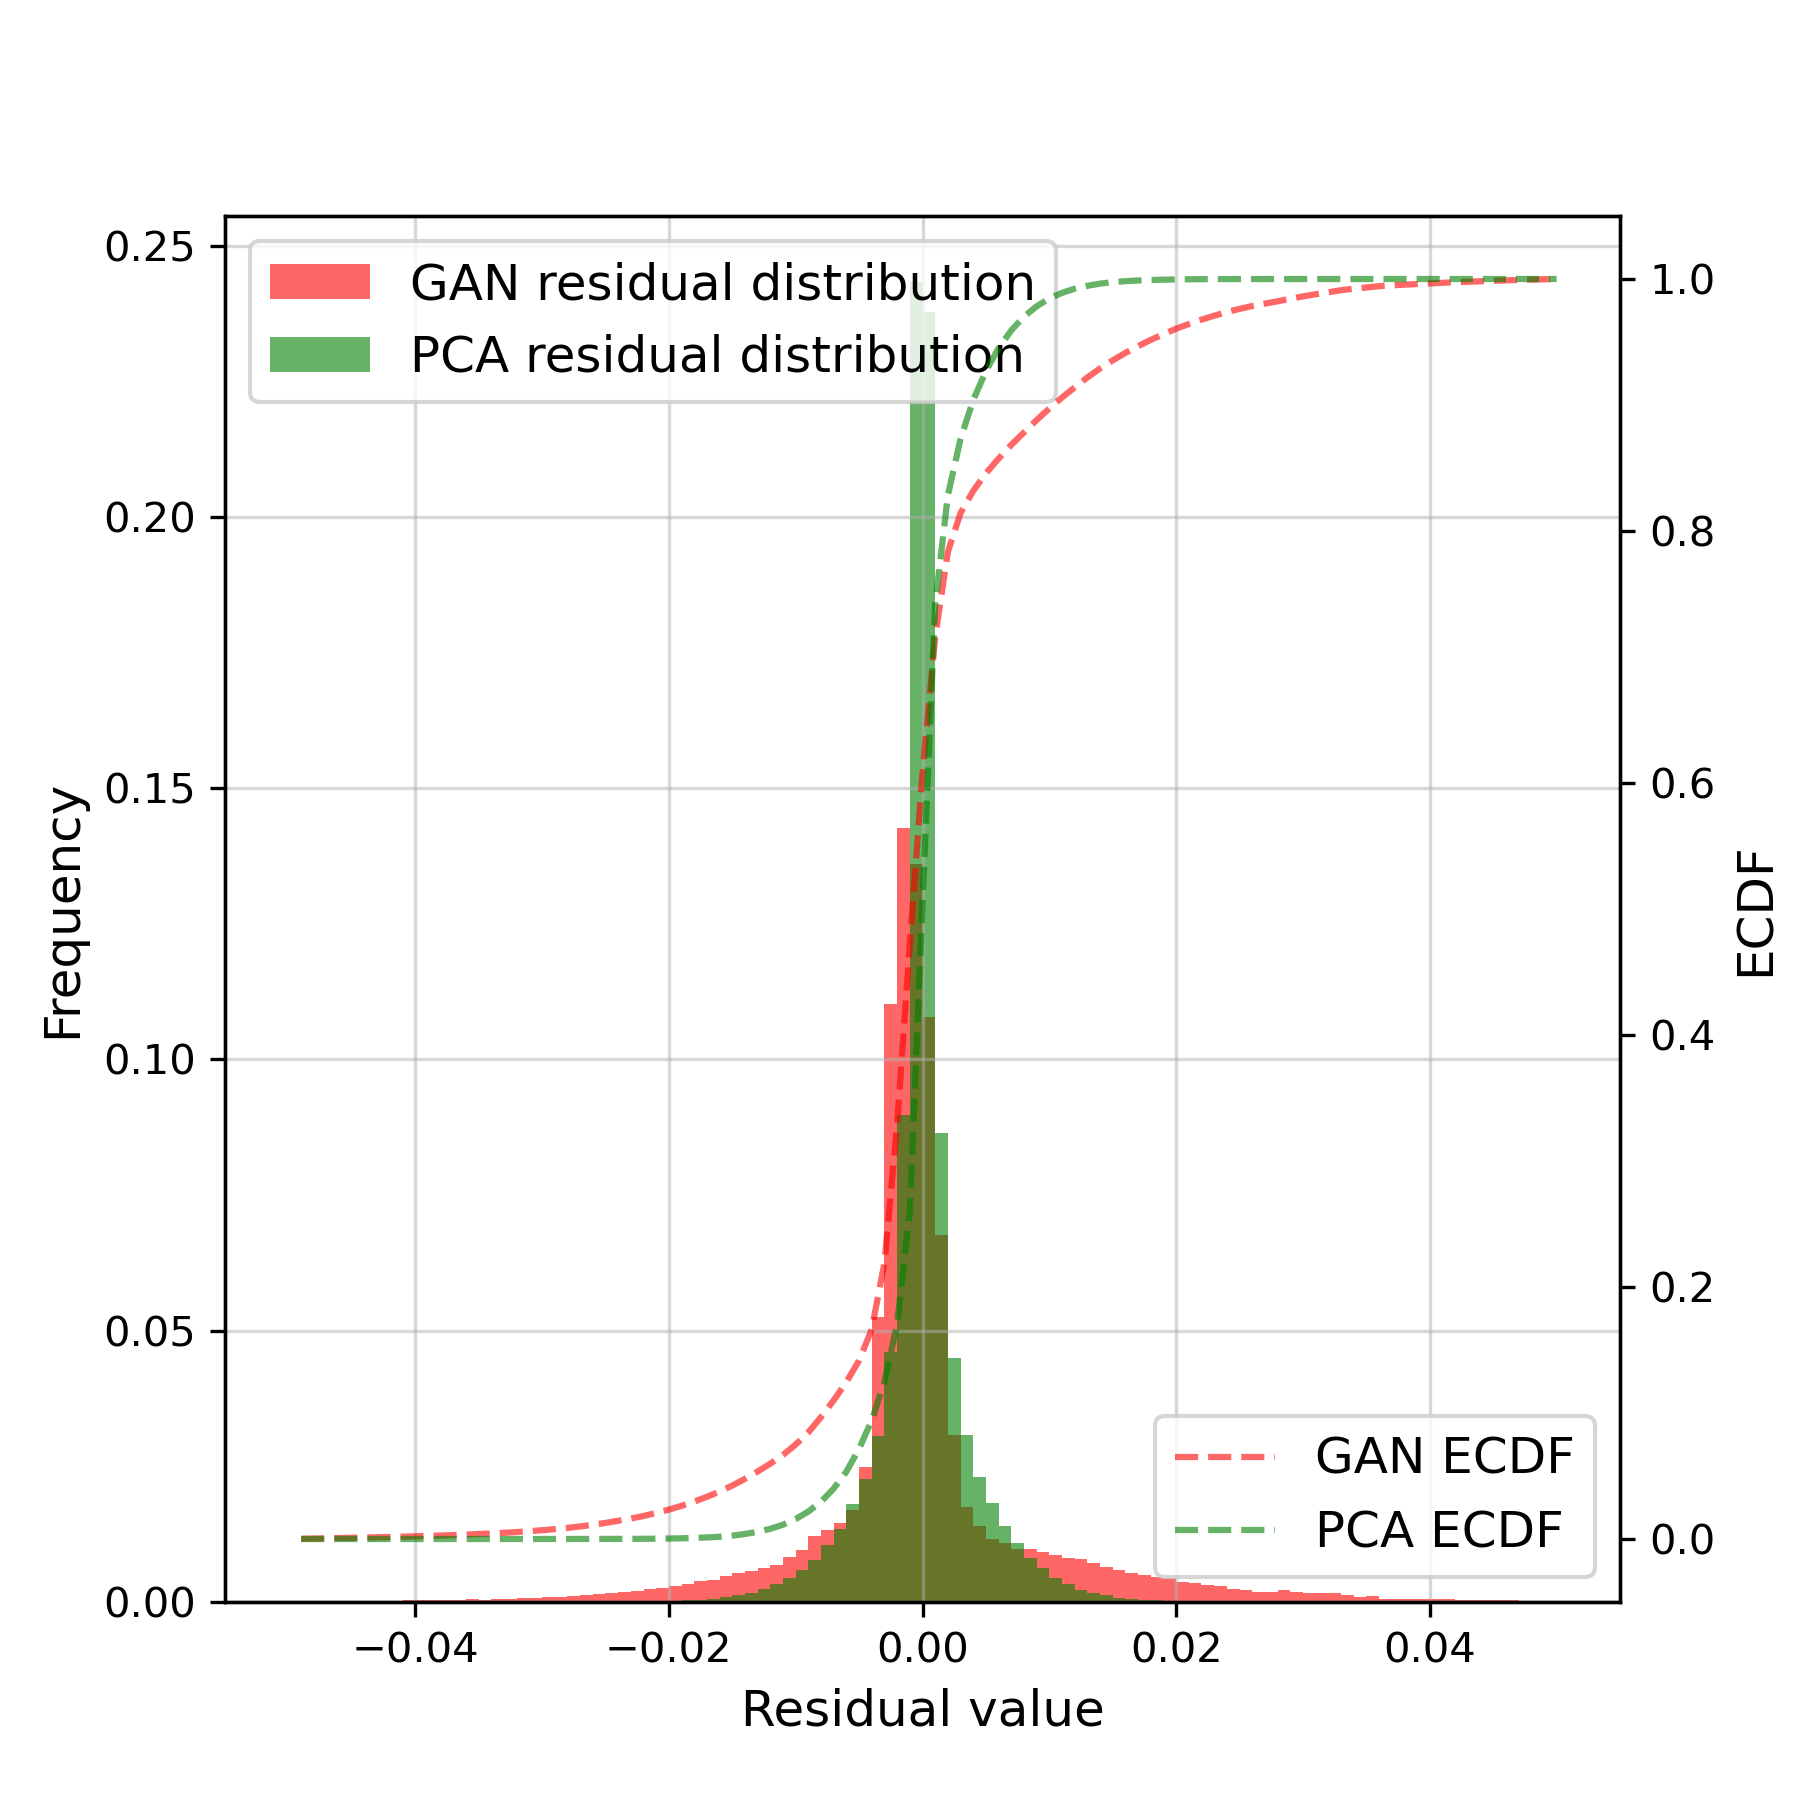 GAN residual distribution
PCA residual distribution
0.25
0.20
0.15
0.10
0.05
0.00
Frequency
1.0
0.8
0.6
0.4
0.2
0.0
ECDF
GAN ECDF
PCA ECDF
−0.04 −0.02 0.00 0.02 0.04
Residual value